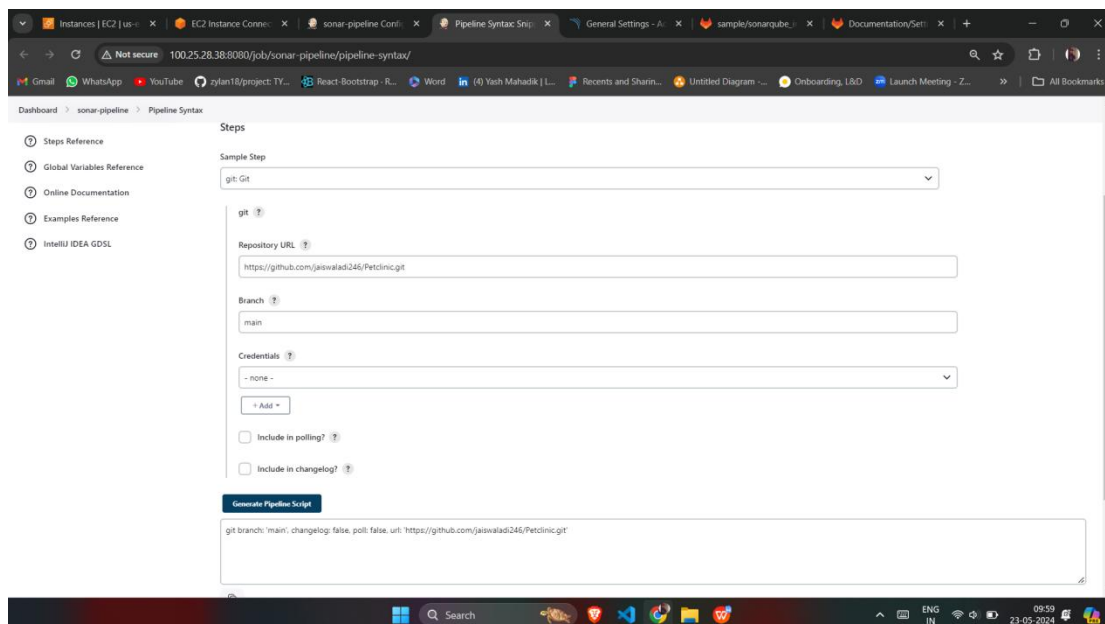 Instances | EC2 | us-e
EC2 Instance Connec
sonar-pipeline Config
Pipeline Syntax: Snip
General Settings - Ad
sample/sonarqube_i
Documentation/Sett
Not secure 100.25.28.38:8080/job/sonar-pipeline/pipeline-syntax/
Gmail WhatsApp YouTube zylan18/project: TY... React-Bootstrap · R... Word (4) Yash Mahadik | L... Recents and Sharin... Untitled Diagram -... Onboarding, L&D Launch Meeting - Z... » All Bookmarks
Dashboard > sonar-pipeline > Pipeline Syntax
Steps Reference
Global Variables Reference
Online Documentation
Examples Reference
IntelliJ IDEA GDSL
Steps
Sample Step
git: Git
git ?
Repository URL ?
https://github.com/jaiswaladi246/Petclinic.git
Branch ?
main
Credentials ?
- none -
+ Add
Include in polling? ?
Include in changelog? ?
Generate Pipeline Script
git branch: 'main', changelog: false, poll: false, url: 'https://github.com/jaiswaladi246/Petclinic.git'
Search
ENG
IN
09:59
23-05-2024